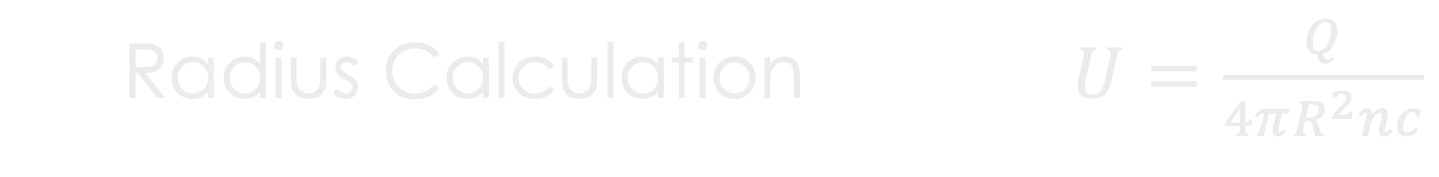 Radius Calculation
U = Q / 4πR²nc